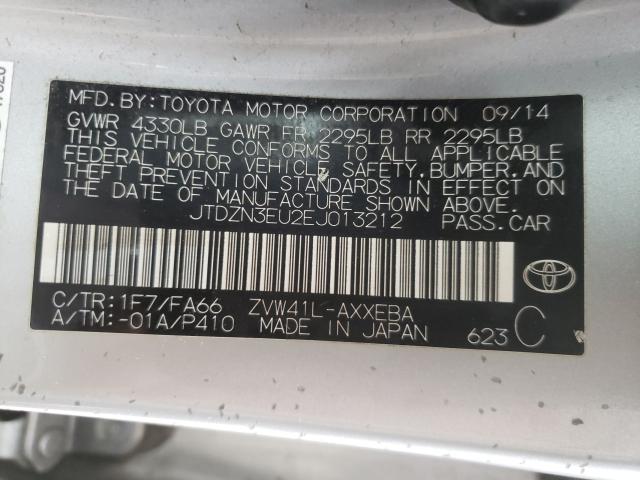 MFD.BY:TOYOTA MOTOR CORPORATION 09/14
GVWR 4330LB GAWR FR 2295LB RR 2295LB
THIS VEHICLE CONFORMS TO ALL APPLICABLE
FEDERAL MOTOR VEHICLE SAFETY,BUMPER,AND
THEFT PREVENTION STANDARDS IN EFFECT ON
THE DATE OF MANUFACTURE SHOWN ABOVE.
JTDZN3EU2EJ013212 PASS.CAR
C/TR:1F7/FA66 ZVW41L-AXXEBA
A/TM:-01A/P410 MADE IN JAPAN 623 C